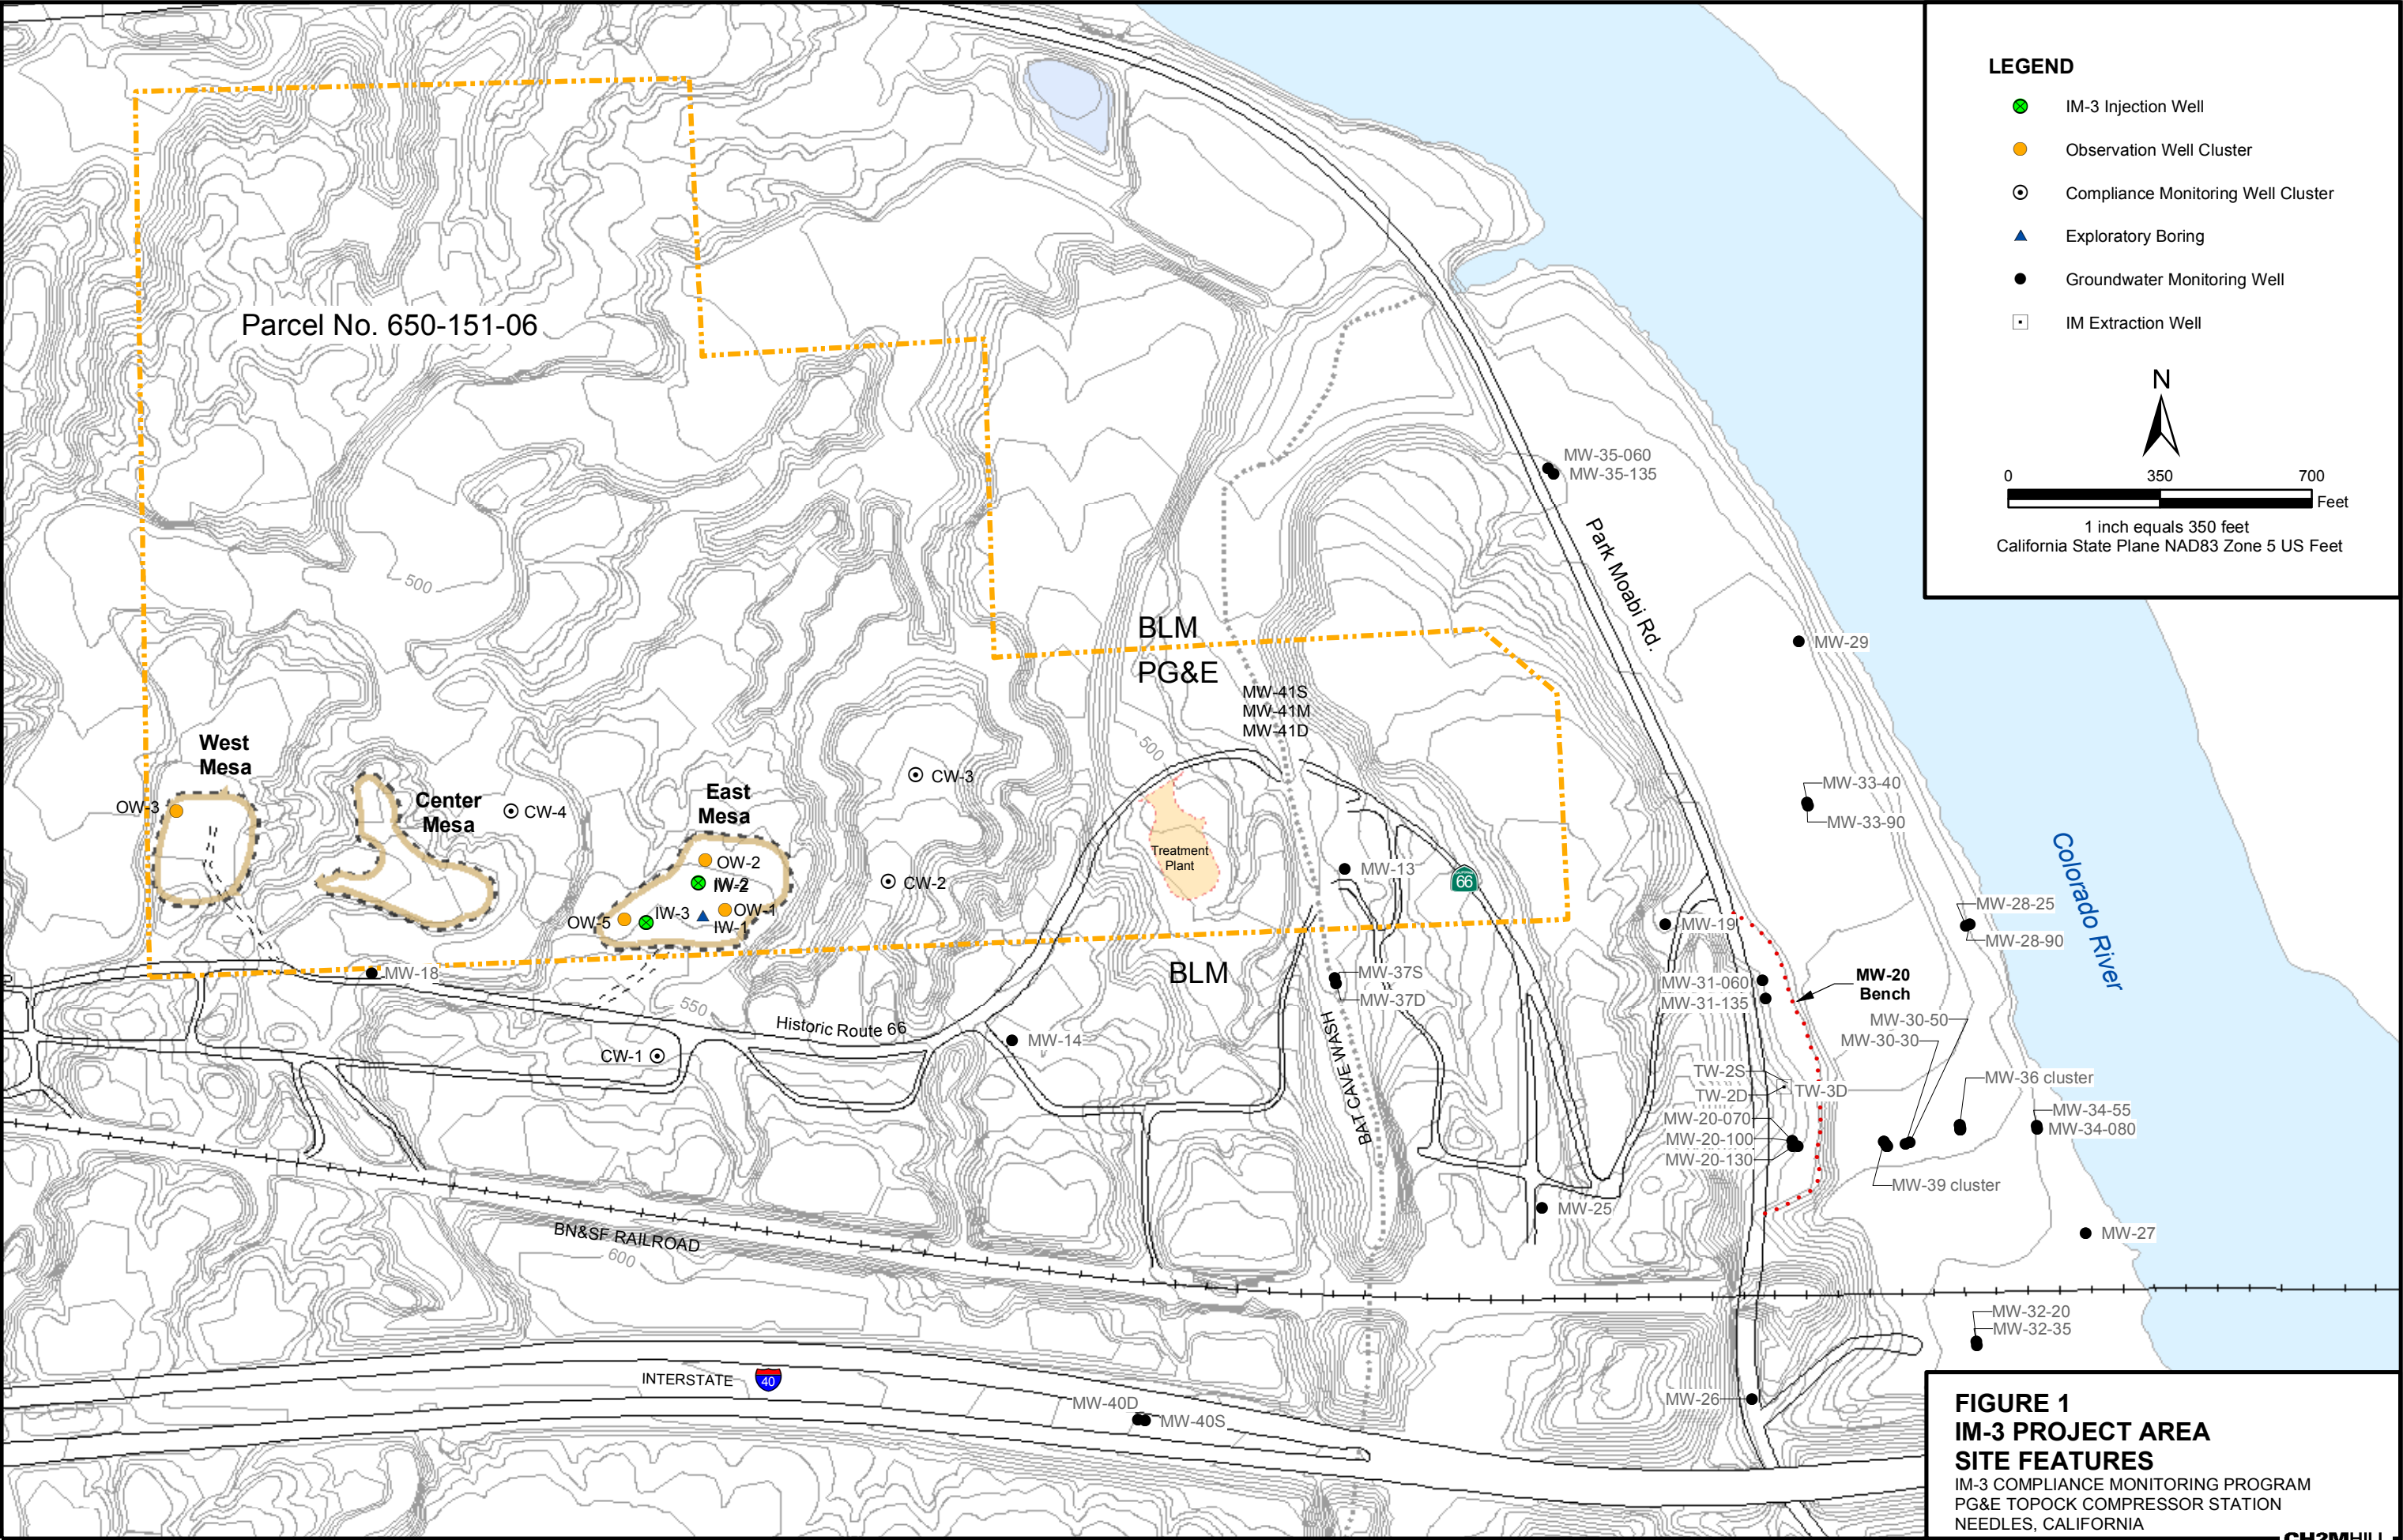 LEGEND
IM-3 Injection Well
Observation Well Cluster
Compliance Monitoring Well Cluster
Exploratory Boring
Groundwater Monitoring Well
IM Extraction Well
N
0 350 700
Feet
1 inch equals 350 feet
California State Plane NAD83 Zone 5 US Feet
Parcel No. 650-151-06
MW-35-060
MW-35-135
Park Moabi Rd.
500
BLM
PG&E
MW-29
MW-41S
MW-41M
MW-41D
500
West
Mesa
Center
Mesa
East
Mesa
CW-3
OW-3
CW-4
MW-33-40
MW-33-90
Treatment
Plant
OW-2
IW-2
CW-2
MW-13
66
Colorado River
OW-5
IW-3
OW-1
IW-1
MW-19
MW-28-25
MW-28-90
MW-18
BLM
MW-37S
MW-37D
MW-31-060
MW-31-135
MW-20
Bench
550
Historic Route 66
MW-30-50
MW-30-30
CW-1
MW-14
BAT CAVE WASH
TW-2S
TW-3D
TW-2D
MW-36 cluster
MW-20-070
MW-20-100
MW-20-130
MW-34-55
MW-34-080
MW-39 cluster
MW-25
MW-27
BN&SF RAILROAD
600
MW-32-20
MW-32-35
INTERSTATE 40
MW-40D
MW-40S
MW-26
FIGURE 1
IM-3 PROJECT AREA
SITE FEATURES
IM-3 COMPLIANCE MONITORING PROGRAM
PG&E TOPOCK COMPRESSOR STATION
NEEDLES, CALIFORNIA
CH2MHILL